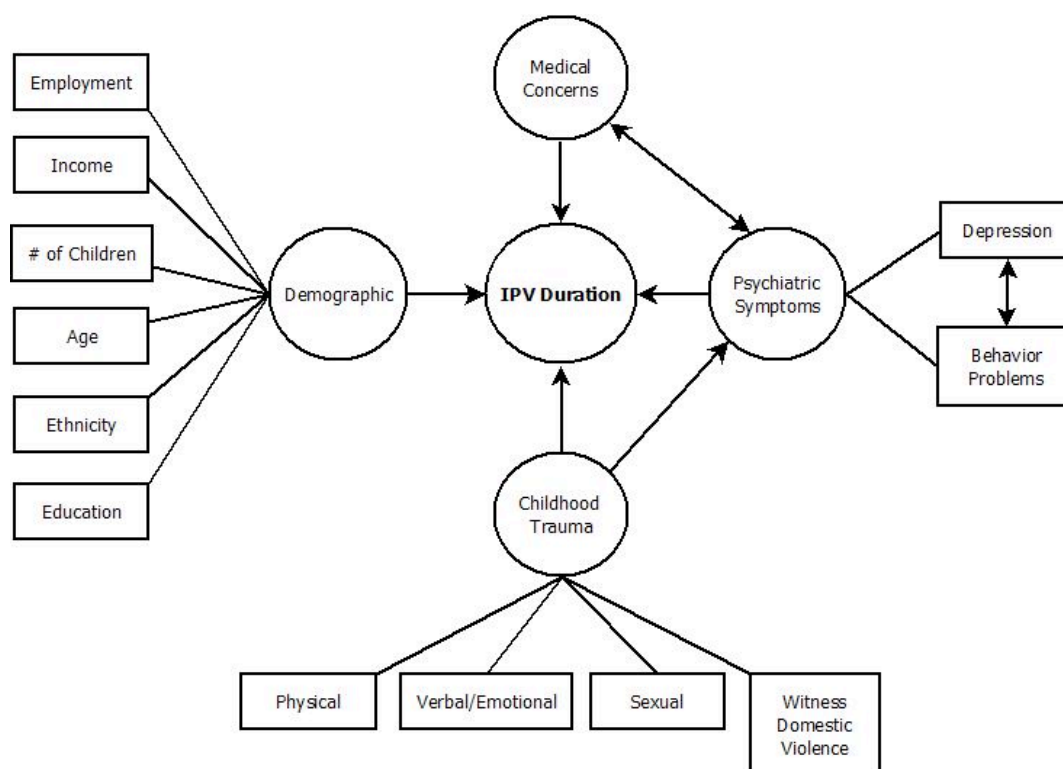 Employment
Income
# of Children
Age
Ethnicity
Education
Demographic
Medical
Concerns
IPV Duration
Psychiatric
Symptoms
Depression
Behavior
Problems
Childhood
Trauma
Physical
Verbal/Emotional
Sexual
Witness
Domestic
Violence